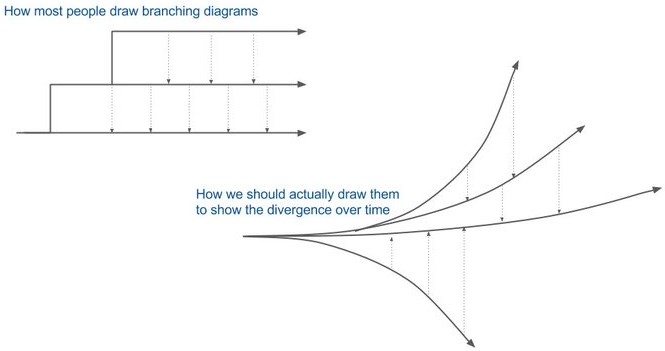 How most people draw branching diagrams
How we should actually draw them
to show the divergence over time